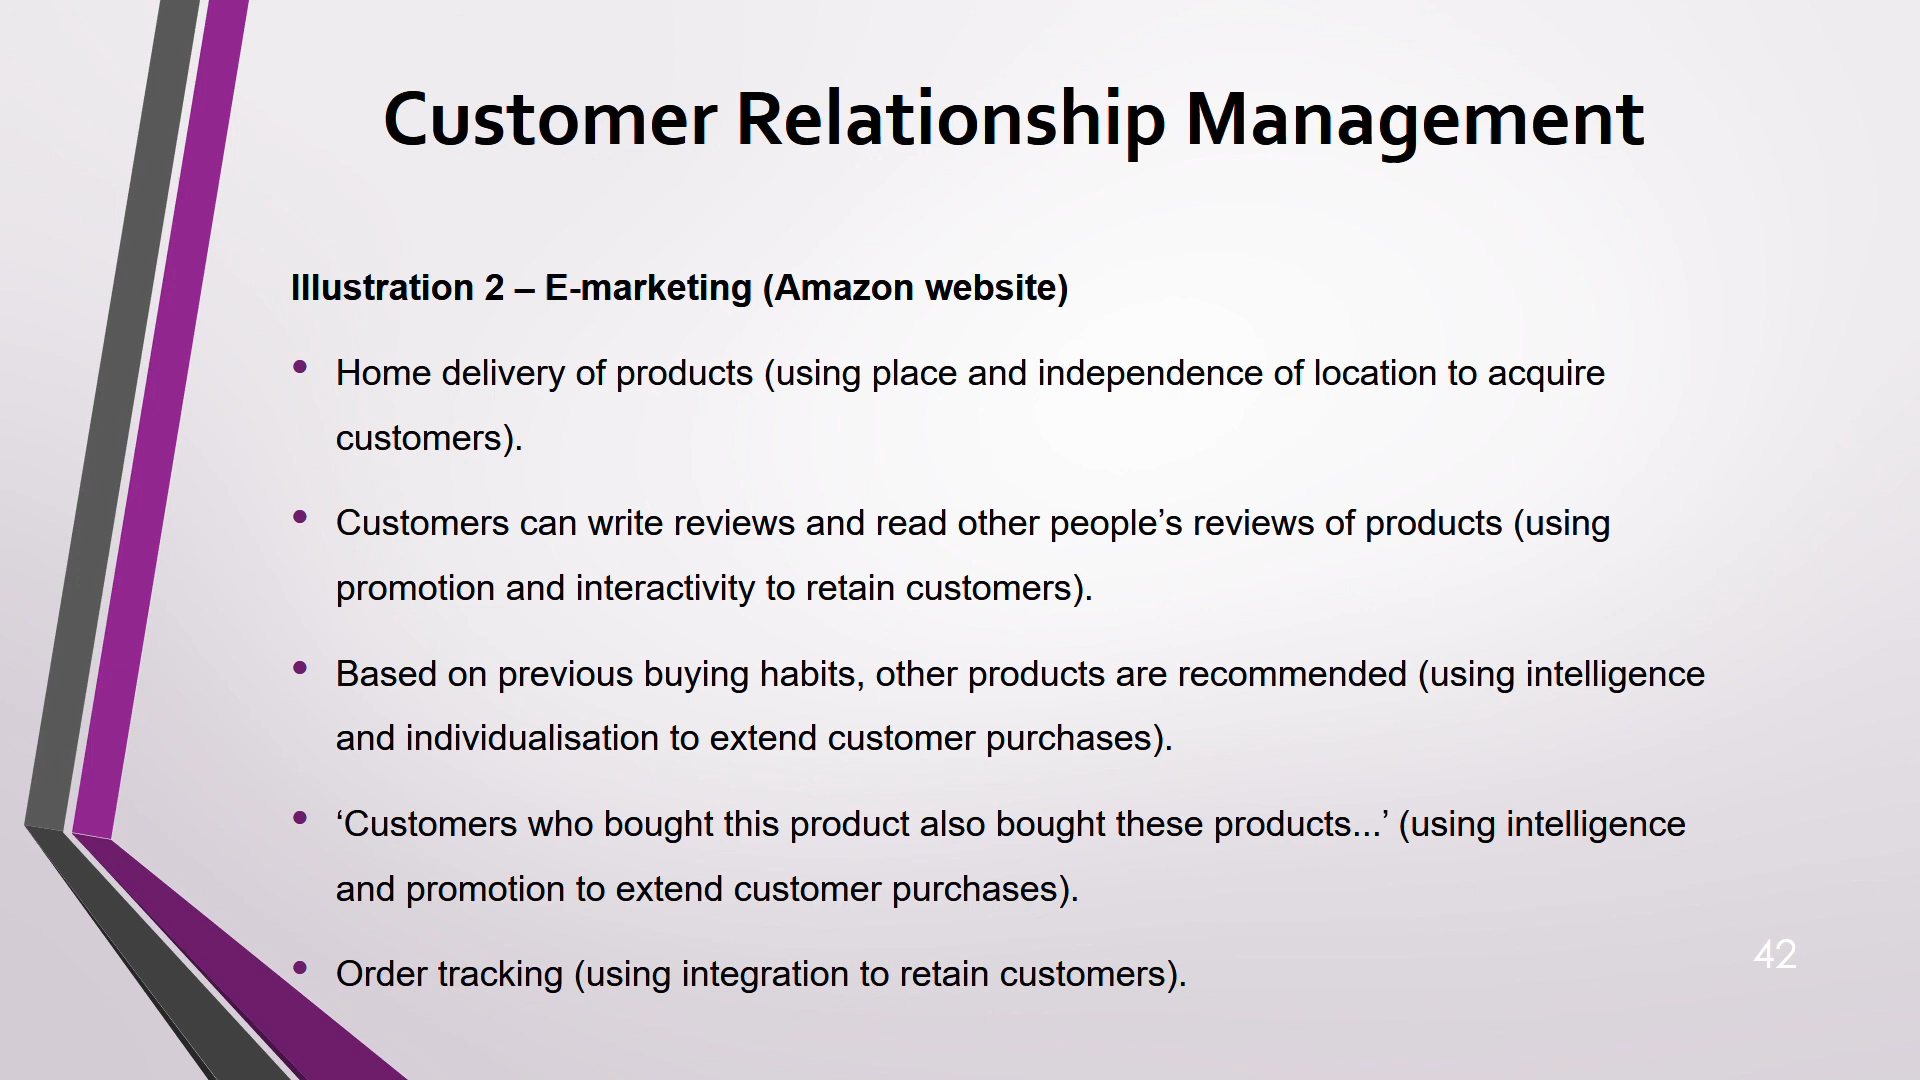 Customer Relationship Management
Illustration 2 – E-marketing (Amazon website)
• Home delivery of products (using place and independence of location to acquire
customers).
• Customers can write reviews and read other people’s reviews of products (using
promotion and interactivity to retain customers).
• Based on previous buying habits, other products are recommended (using intelligence
and individualisation to extend customer purchases).
• ‘Customers who bought this product also bought these products...’ (using intelligence
and promotion to extend customer purchases).
• Order tracking (using integration to retain customers).
42